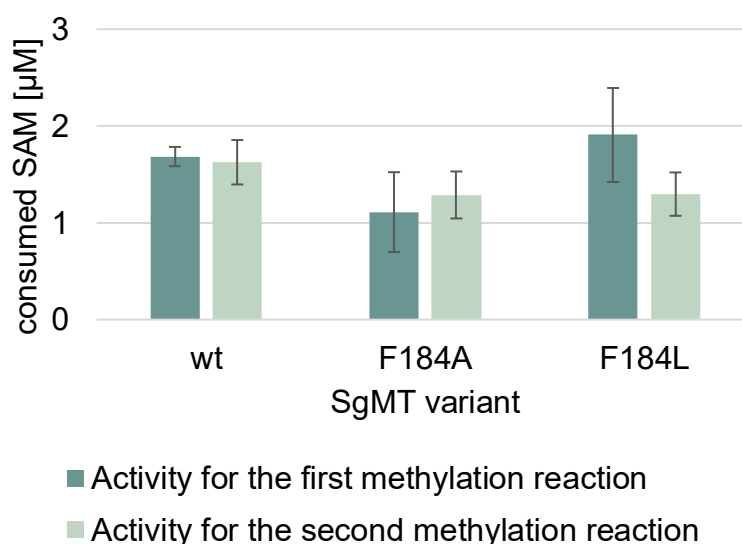 3
2
1
0
consumed SAM [µM]
wt F184A F184L
SgMT variant
Activity for the first methylation reaction
Activity for the second methylation reaction